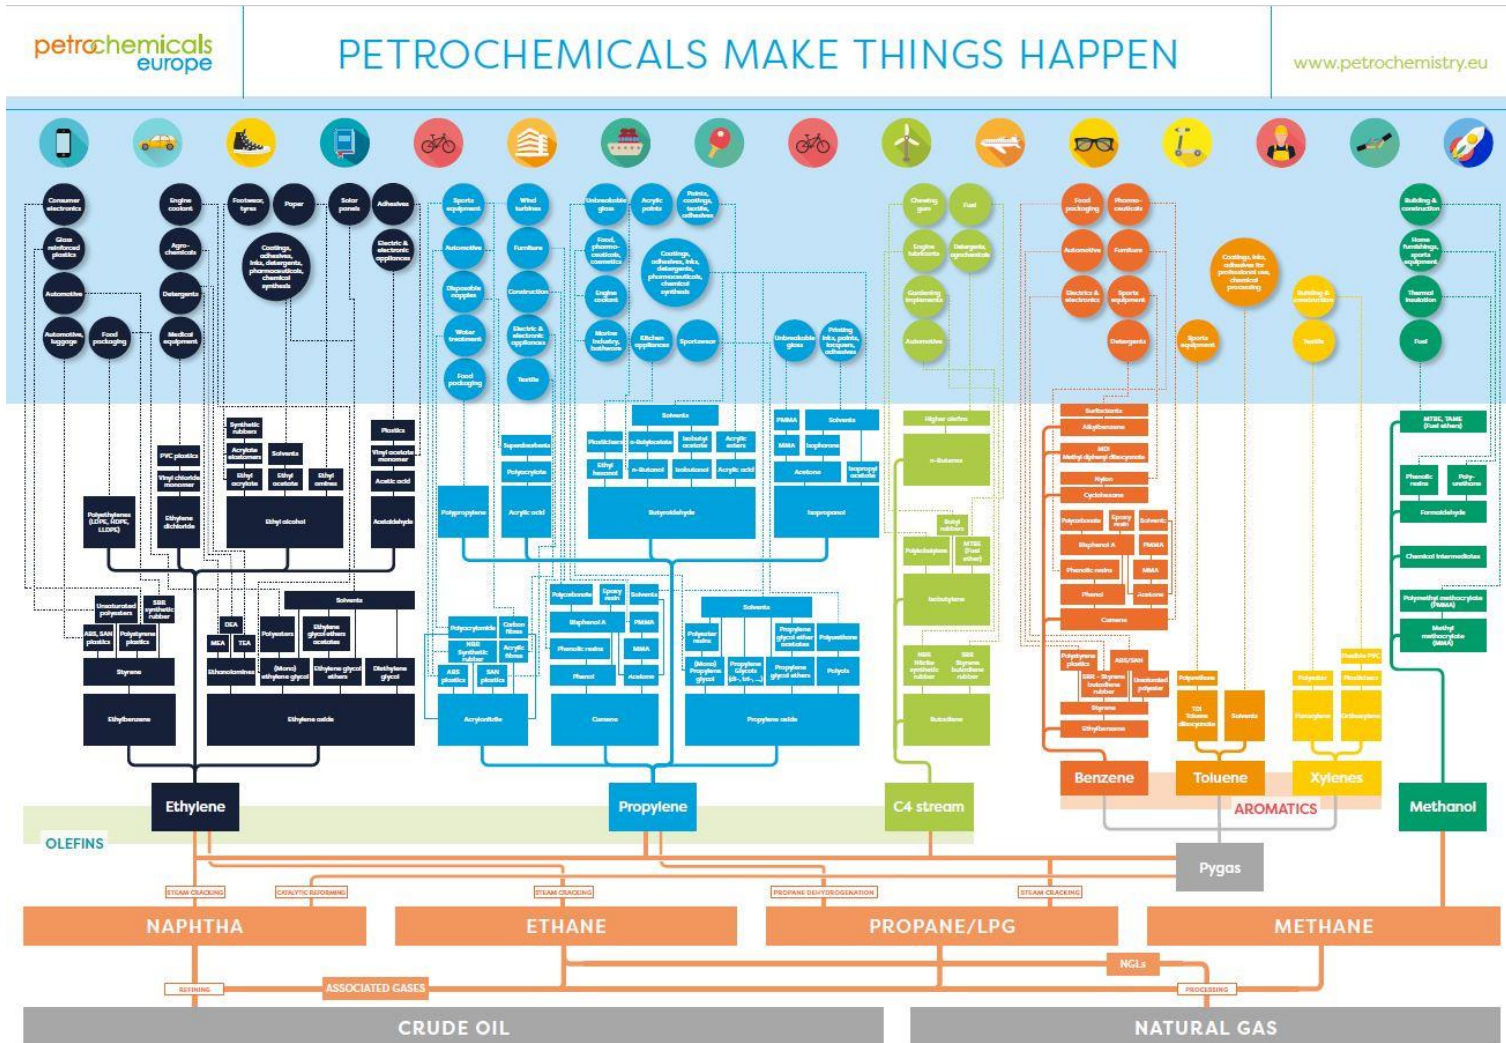 petrochemicals
europe
PETROCHEMICALS MAKE THINGS HAPPEN
www.petrochemistry.eu
Consumer
electronics
Engine
coolant
Footwear,
tyres
Paper
Solar
panels
Adhesives
Sports
equipment
Wind
turbines
Unbreakable
glass
Acrylic
paints
Paints,
coatings,
textile,
adhesives
Chewing
gum
Fuel
Food
packaging
Pharma-
ceuticals
Building &
construction
Glass
reinforced
plastics
Agro-
chemicals
Coatings,
adhesives,
inks, detergents,
pharmaceuticals,
chemical
synthesis
Electric &
electronic
appliances
Automotive
Furniture
Food,
pharma-
ceuticals,
cosmetics
Coatings,
adhesives, inks,
detergents,
pharmaceuticals,
chemical
synthesis
Engine
lubricants
Detergents,
agrochemicals
Automotive
Furniture
Coatings, inks,
adhesives for
professional use,
chemical
processing
Home
furnishings,
sports
equipment
Automotive
Detergents
Disposable
nappies
Construction
Engine
coolant
Gardening
implements
Electrics &
electronics
Sports
equipment
Building &
construction
Thermal
insulation
Automotive,
luggage
Food
packaging
Medical
equipment
Water
treatment
Electric &
electronic
appliances
Marine
industry,
bathware
Kitchen
appliances
Sportswear
Unbreakable
glass
Printing
inks, paints,
lacquers,
adhesives
Automotive
Detergents
Sports
equipment
Textile
Fuel
Food
packaging
Textile
Synthetic
rubbers
Acrylate
elastomers
Solvents
Ethyl
acrylate
Ethyl
acetate
Ethyl
amines
Ethyl alcohol
PVC plastics
Vinyl chloride
monomer
Ethylene
dichloride
Polyethylenes
(LDPE, HDPE,
LLDPE)
Plastics
Vinyl acetate
monomer
Acetic acid
Acetaldehyde
Unsaturated
polyesters
SBR
synthetic
rubber
ABS, SAN
plastics
Polystyrene
plastics
Styrene
Ethylbenzene
Solvents
DEA
MEA
TEA
Polyesters
Ethylene
glycol ethers
acetates
Ethanolamines
(Mono)
ethylene glycol
Ethylene glycol
ethers
Diethylene
glycol
Ethylene oxide
Superabsorbents
Polyacrylate
Polypropylene
Acrylic acid
Solvents
Plasticisers
n-Butylacetate
Isobutyl
acetate
Acrylic
esters
Ethyl
hexanol
n-Butanol
Isobutanol
Acrylic acid
Butyraldehyde
PMMA
Solvents
MMA
Isophorone
Acetone
Isopropyl
acetate
Isopropanol
Polyacrylamide
Carbon
fibres
NBR
Synthetic
rubber
Acrylic
fibres
ABS
plastics
SAN
plastics
Acrylonitrile
Polycarbonate
Epoxy
resin
Solvents
Bisphenol A
PMMA
Phenolic resins
MMA
Phenol
Acetone
Cumene
Solvents
Polyester
resins
Propylene
glycol ether
acetates
Polyurethane
(Mono)
Propylene
glycol
Propylene
Glycols
(di-, tri-, ...)
Propylene
glycol ethers
Polyols
Propylene oxide
Higher olefins
n-Butenes
Butyl
rubbers
Polyisobutylene
MTBE
(Fuel
ether)
Isobutylene
NBR
Nitrile
synthetic
rubber
SBR
Styrene
butadiene
rubber
Butadiene
Surfactants
Alkylbenzene
MDI
Methyl diphenyl diisocyanate
Nylon
Cyclohexane
Polycarbonate
Epoxy
resin
Solvents
Bisphenol A
PMMA
Phenolic resins
MMA
Phenol
Acetone
Cumene
Polystyrene
plastics
ABS/SAN
SBR - Styrene
butadiene
rubber
Unsaturated
polyester
Styrene
Ethylbenzene
Polyurethane
TDI
Toluene
diisocyanate
Solvents
Flexible PVC
Polyester
Plasticisers
Paraxylene
Orthoxylene
MTBE, TAME
(Fuel ethers)
Phenolic
resins
Poly-
urethane
Formaldehyde
Chemical intermediates
Polymethyl methacrylate
(PMMA)
Methyl
methacrylate
(MMA)
Ethylene
Propylene
C4 stream
Benzene
Toluene
Xylenes
Methanol
OLEFINS
AROMATICS
Pygas
STEAM CRACKING
CATALYTIC REFORMING
STEAM CRACKING
PROPANE DEHYDROGENATION
STEAM CRACKING
NAPHTHA
ETHANE
PROPANE/LPG
METHANE
NGLs
REFINING
ASSOCIATED GASES
PROCESSING
CRUDE OIL
NATURAL GAS